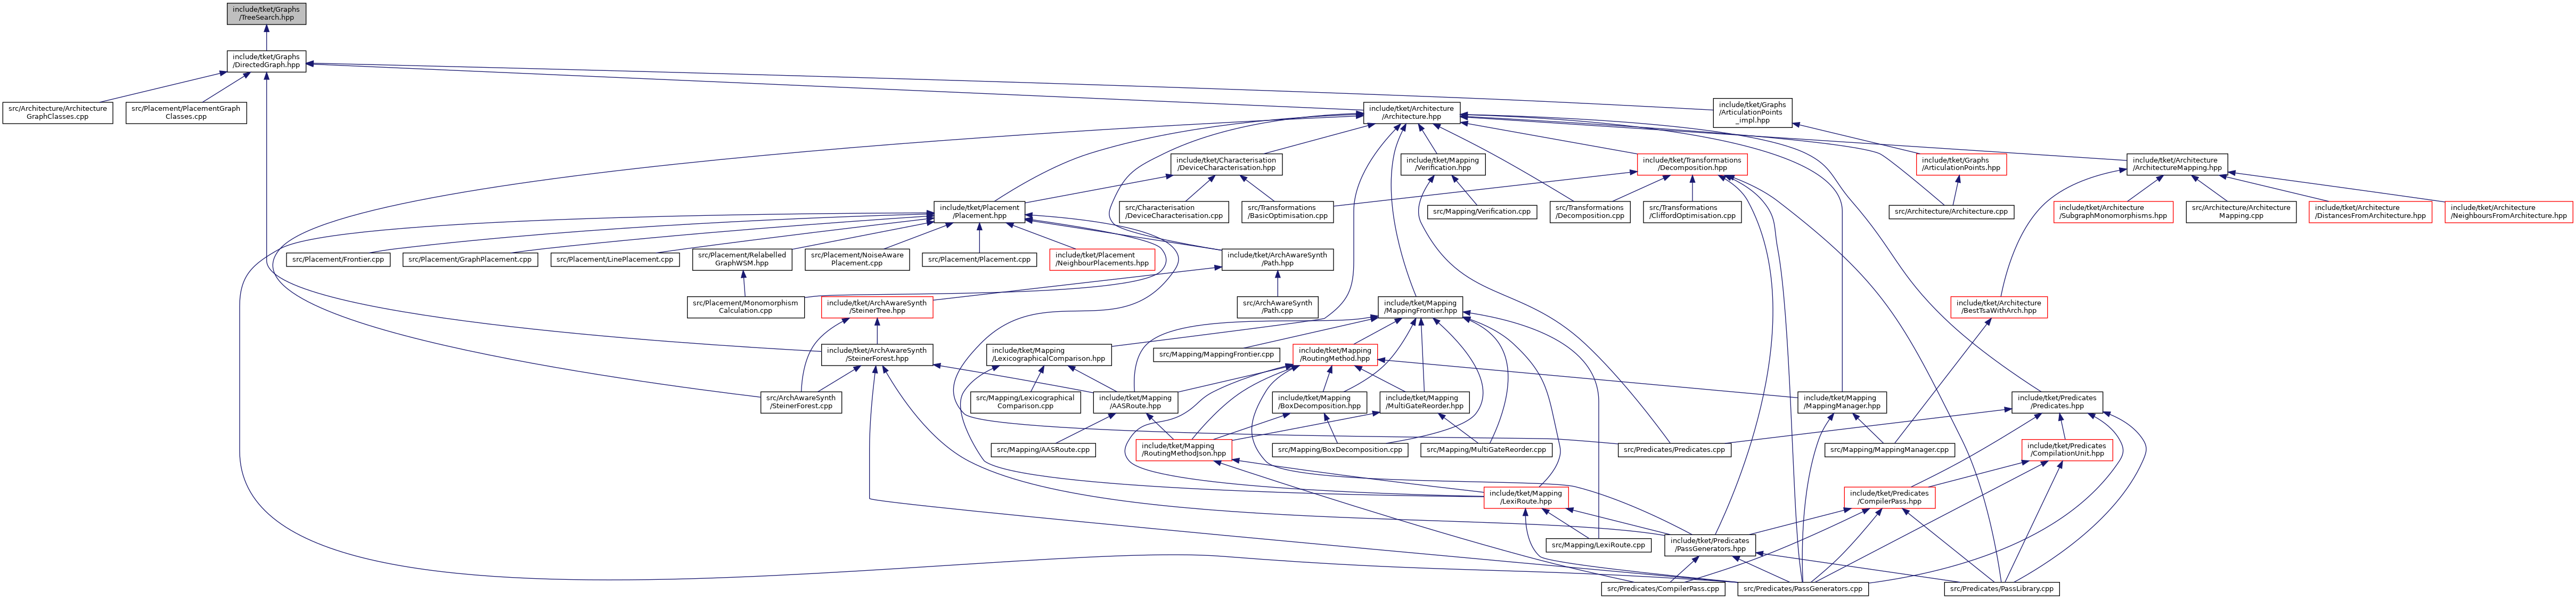 include/tket/Graphs
/TreeSearch.hpp
include/tket/Graphs
/DirectedGraph.hpp
src/Architecture/Architecture
GraphClasses.cpp
src/Placement/PlacementGraph
Classes.cpp
include/tket/Architecture
/Architecture.hpp
include/tket/Graphs
/ArticulationPoints
_impl.hpp
include/tket/Characterisation
/DeviceCharacterisation.hpp
include/tket/Mapping
/Verification.hpp
include/tket/Transformations
/Decomposition.hpp
include/tket/Graphs
/ArticulationPoints.hpp
include/tket/Architecture
/ArchitectureMapping.hpp
include/tket/Placement
/Placement.hpp
src/Characterisation
/DeviceCharacterisation.cpp
src/Transformations
/BasicOptimisation.cpp
src/Mapping/Verification.cpp
src/Transformations
/Decomposition.cpp
src/Transformations
/CliffordOptimisation.cpp
src/Architecture/Architecture.cpp
include/tket/Architecture
/SubgraphMonomorphisms.hpp
src/Architecture/Architecture
Mapping.cpp
include/tket/Architecture
/DistancesFromArchitecture.hpp
include/tket/Architecture
/NeighboursFromArchitecture.hpp
src/Placement/Frontier.cpp
src/Placement/GraphPlacement.cpp
src/Placement/LinePlacement.cpp
src/Placement/Relabelled
GraphWSM.hpp
src/Placement/NoiseAware
Placement.cpp
src/Placement/Placement.cpp
include/tket/Placement
/NeighbourPlacements.hpp
include/tket/ArchAwareSynth
/Path.hpp
src/Placement/Monomorphism
Calculation.cpp
include/tket/ArchAwareSynth
/SteinerTree.hpp
src/ArchAwareSynth
/Path.cpp
include/tket/Mapping
/MappingFrontier.hpp
include/tket/Architecture
/BestTsaWithArch.hpp
include/tket/ArchAwareSynth
/SteinerForest.hpp
include/tket/Mapping
/LexicographicalComparison.hpp
src/Mapping/MappingFrontier.cpp
include/tket/Mapping
/RoutingMethod.hpp
src/ArchAwareSynth
/SteinerForest.cpp
src/Mapping/Lexicographical
Comparison.cpp
include/tket/Mapping
/AASRoute.hpp
include/tket/Mapping
/BoxDecomposition.hpp
include/tket/Mapping
/MultiGateReorder.hpp
include/tket/Mapping
/MappingManager.hpp
include/tket/Predicates
/Predicates.hpp
src/Mapping/AASRoute.cpp
include/tket/Mapping
/RoutingMethodJson.hpp
src/Mapping/BoxDecomposition.cpp
src/Mapping/MultiGateReorder.cpp
src/Predicates/Predicates.cpp
src/Mapping/MappingManager.cpp
include/tket/Predicates
/CompilationUnit.hpp
include/tket/Mapping
/LexiRoute.hpp
include/tket/Predicates
/CompilerPass.hpp
src/Mapping/LexiRoute.cpp
include/tket/Predicates
/PassGenerators.hpp
src/Predicates/CompilerPass.cpp
src/Predicates/PassGenerators.cpp
src/Predicates/PassLibrary.cpp